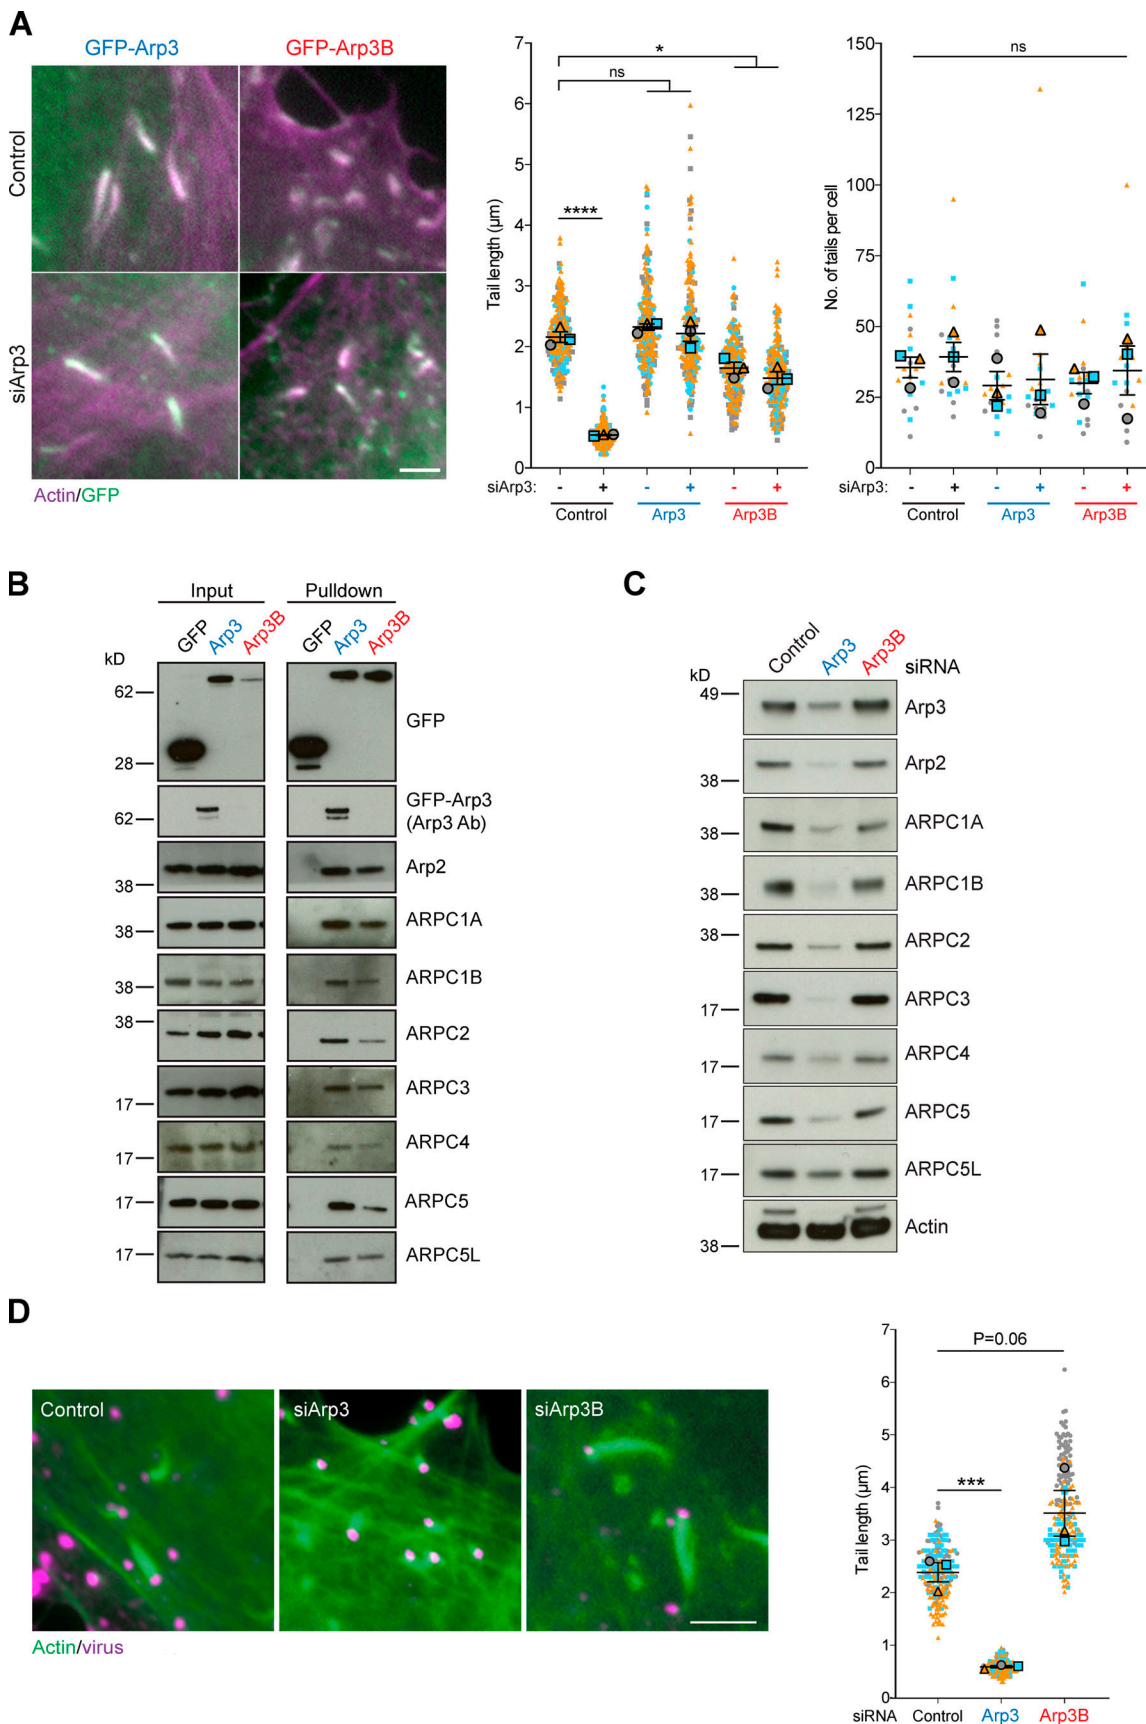 A
GFP-Arp3
GFP-Arp3B
Control
siArp3
Actin/GFP
Tail length (µm)
7
6
5
4
3
2
1
0
ns
*
****
siArp3:
-
+
-
+
-
+
Control
Arp3
Arp3B
No. of tails per cell
150
125
100
75
50
25
0
ns
siArp3:
-
+
-
+
-
+
Control
Arp3
Arp3B
B
Input
Pulldown
GFP
Arp3
Arp3B
GFP
Arp3
Arp3B
kD
62
28
GFP
62
GFP-Arp3
(Arp3 Ab)
38
Arp2
38
ARPC1A
38
ARPC1B
38
ARPC2
17
ARPC3
17
ARPC4
17
ARPC5
17
ARPC5L
C
Control
Arp3
Arp3B
siRNA
kD
49
Arp3
38
Arp2
38
ARPC1A
38
ARPC1B
38
ARPC2
17
ARPC3
17
ARPC4
17
ARPC5
17
ARPC5L
38
Actin
D
Control
siArp3
siArp3B
Actin/virus
Tail length (µm)
7
6
5
4
3
2
1
0
P=0.06
***
siRNA
Control
Arp3
Arp3B